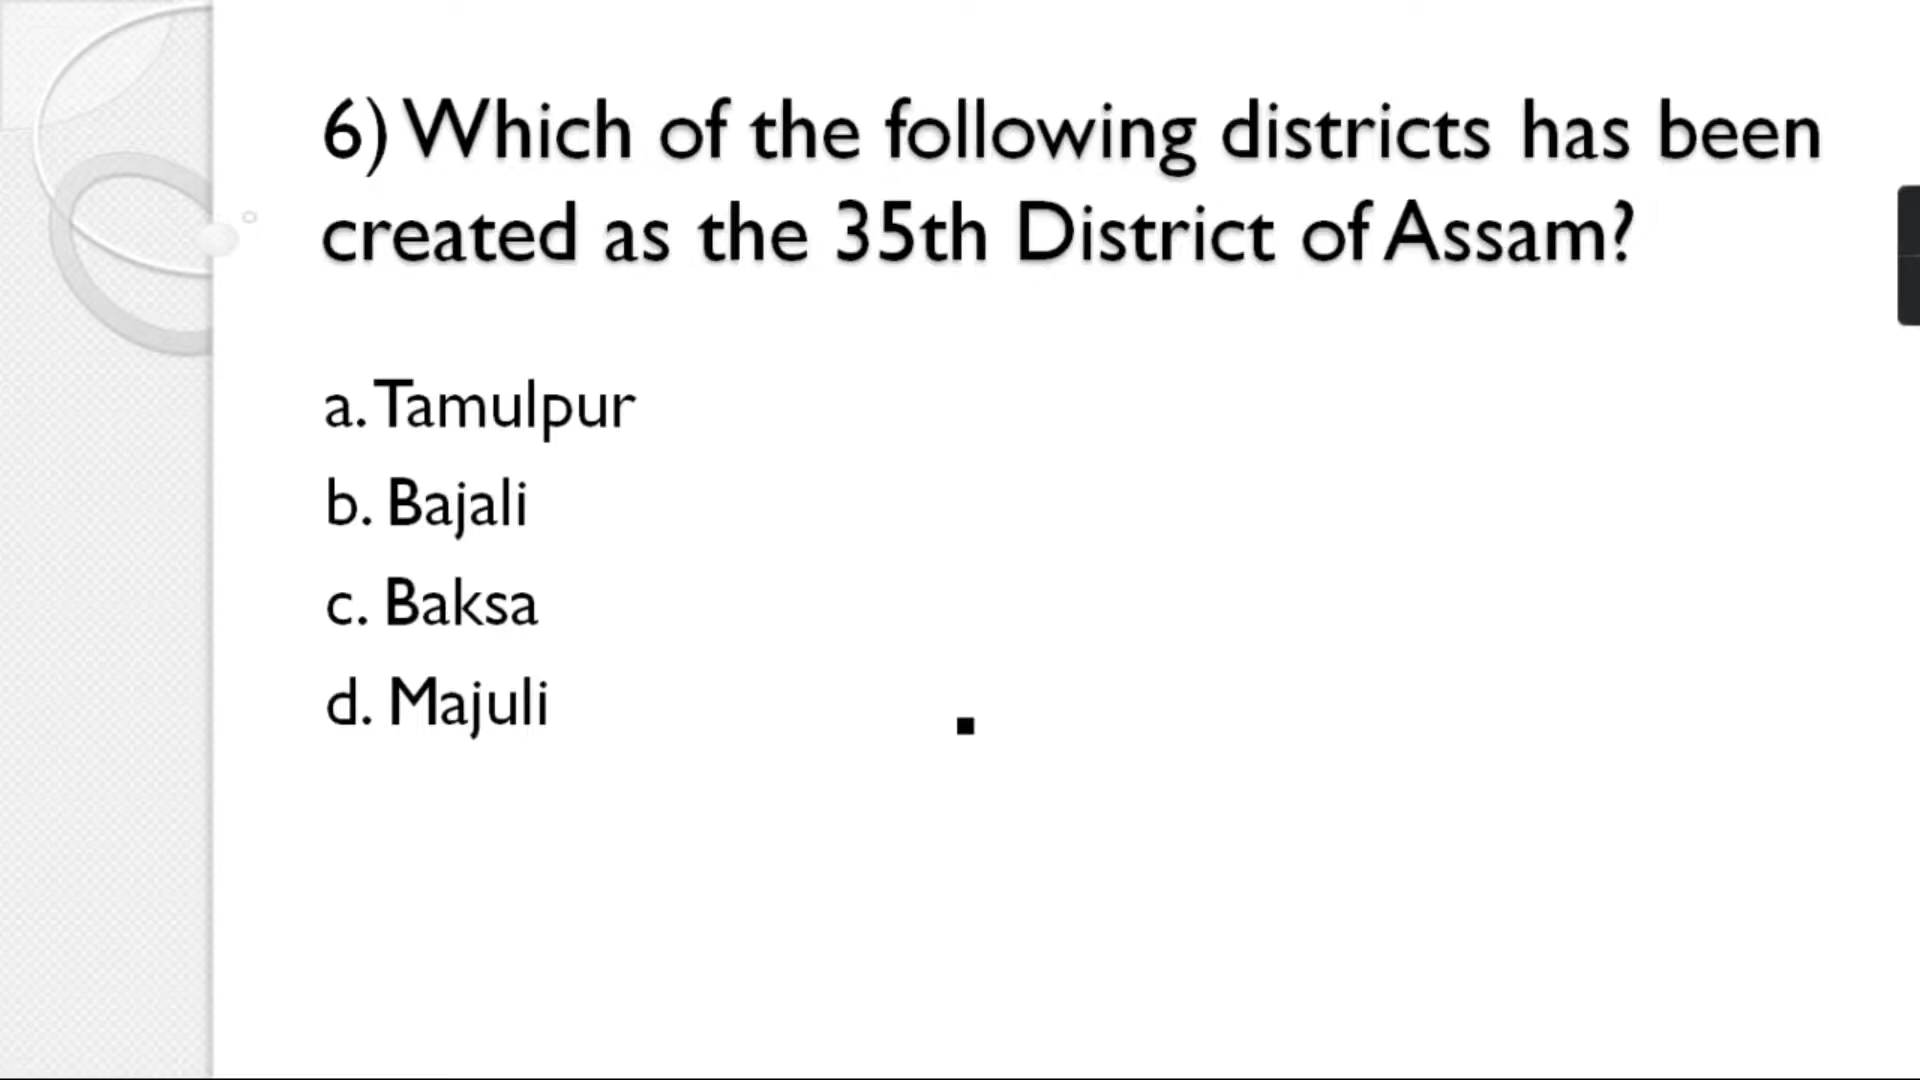 6) Which of the following districts has been
created as the 35th District of Assam?
a. Tamulpur
b. Bajali
c. Baksa
d. Majuli